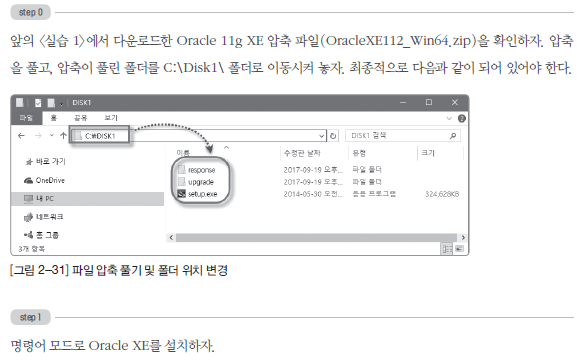 step 0
앞의 〈실습 1〉에서 다운로드한 Oracle 11g XE 압축 파일(OracleXE112_Win64.zip)을 확인하자. 압축
을 풀고, 압축이 풀린 폴더를 C:\Disk1\ 폴더로 이동시켜 놓자. 최종적으로 다음과 같이 되어 있어야 한다.
DISK1
파일 홈 공유 보기
C:₩DISK1
DISK1 검색
이름 수정한 날짜 유형 크기
바로 가기
response 2017-09-19 오후... 파일 폴더
OneDrive
upgrade 2017-09-19 오후... 파일 폴더
내 PC
setup.exe 2014-05-30 오전... 응용 프로그램 324,628KB
네트워크
홈 그룹
3개 항목
[그림 2-31] 파일 압축 풀기 및 폴더 위치 변경
step 1
명령어 모드로 Oracle XE를 설치하자.